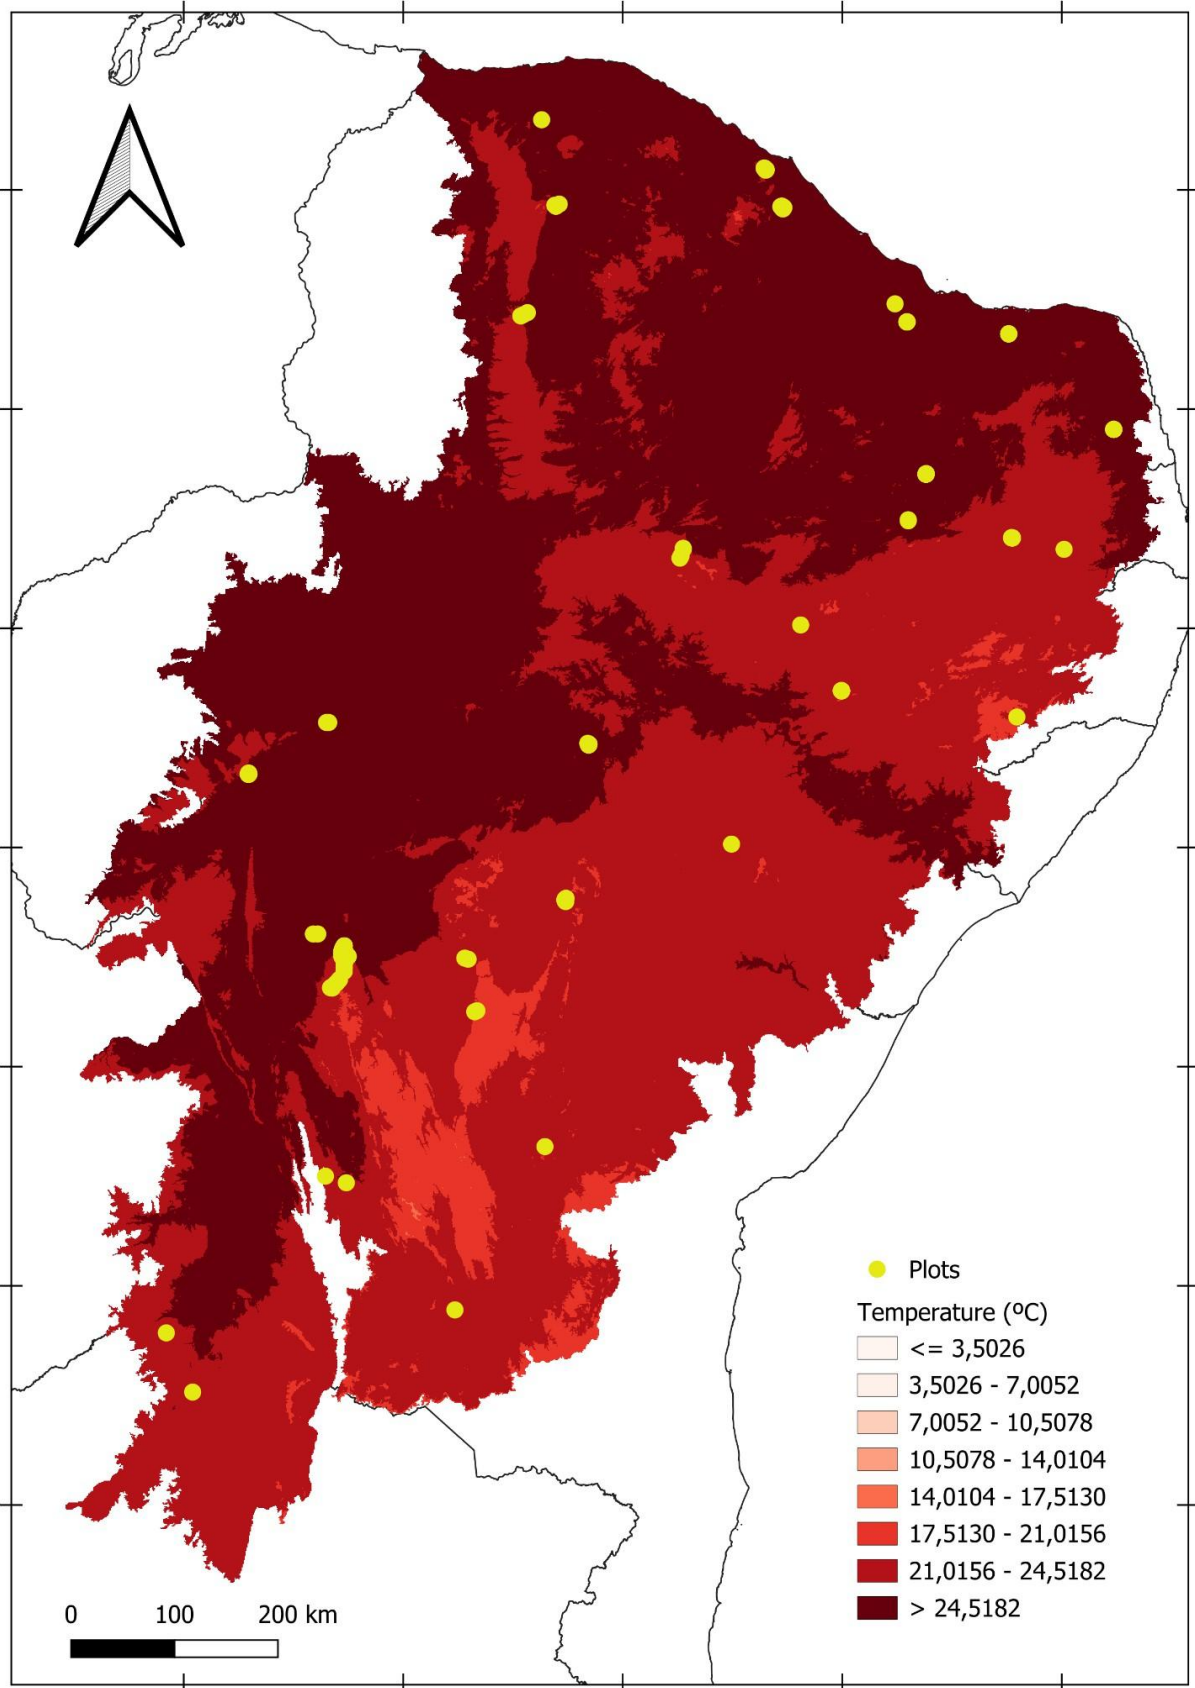 Plots
Temperature (ºC)
<= 3,5026
3,5026 - 7,0052
7,0052 - 10,5078
10,5078 - 14,0104
14,0104 - 17,5130
17,5130 - 21,0156
21,0156 - 24,5182
> 24,5182
0 100 200 km